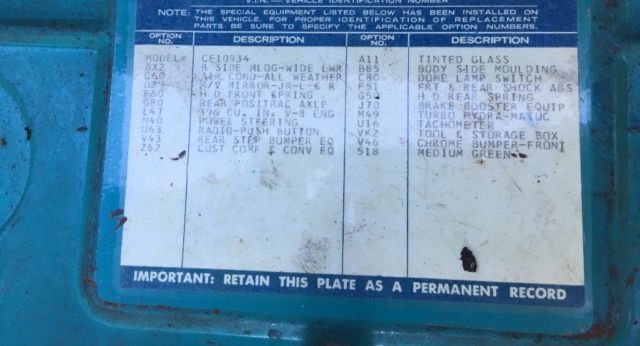 V.I.N. — VEHICLE IDENTIFICATION NUMBER
NOTE: THE SPECIAL EQUIPMENT LISTED BELOW HAS BEEN INSTALLED ON
THIS VEHICLE. FOR PROPER IDENTIFICATION OF REPLACEMENT
PARTS BE SURE TO SPECIFY THE APPLICABLE OPTION NUMBERS.
OPTION NO. DESCRIPTION OPTION NO. DESCRIPTION
MODEL= CE10934 A11 TINTED GLASS
BX2 B SIDE MLDG-WIDE LWR B85 BODY SIDE MOULDING
C60 AIR COND-ALL WEATHER C80 DOME LAMP SWITCH
R/V MIRROR-JR-L & R F51 FRT & REAR SHOCK ABS
F60 H D FRONT SPRING G52 H D REAR SPRING
G80 REAR POSITRAC AXLE J70 BRAKE BOOSTER EQUIP
L47 396 CU. IN. V-8 ENG M49 TURBO HYDRA-MATIC
N40 POWER STEERING U16 TACHOMETER
U63 RADIO-PUSH BUTTON VK2 TOOL & STORAGE BOX
V43 REAR STEP BUMPER EQ V46 CHROME BUMPER-FRONT
Z62 CUST COMF & CONV EQ 518 MEDIUM GREEN
IMPORTANT: RETAIN THIS PLATE AS A PERMANENT RECORD